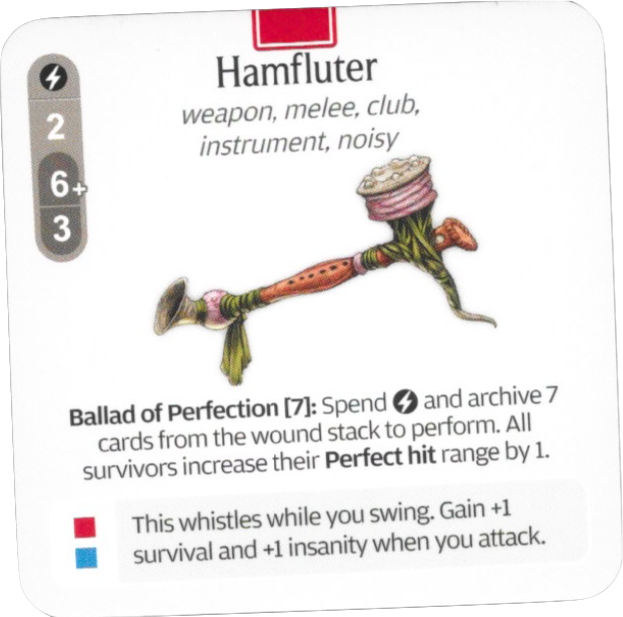 Hamfluter
weapon, melee, club,
instrument, noisy
2
6+
3
Ballad of Perfection [7]: Spend and archive 7
cards from the wound stack to perform. All
survivors increase their Perfect hit range by 1.
This whistles while you swing. Gain +1
survival and +1 insanity when you attack.